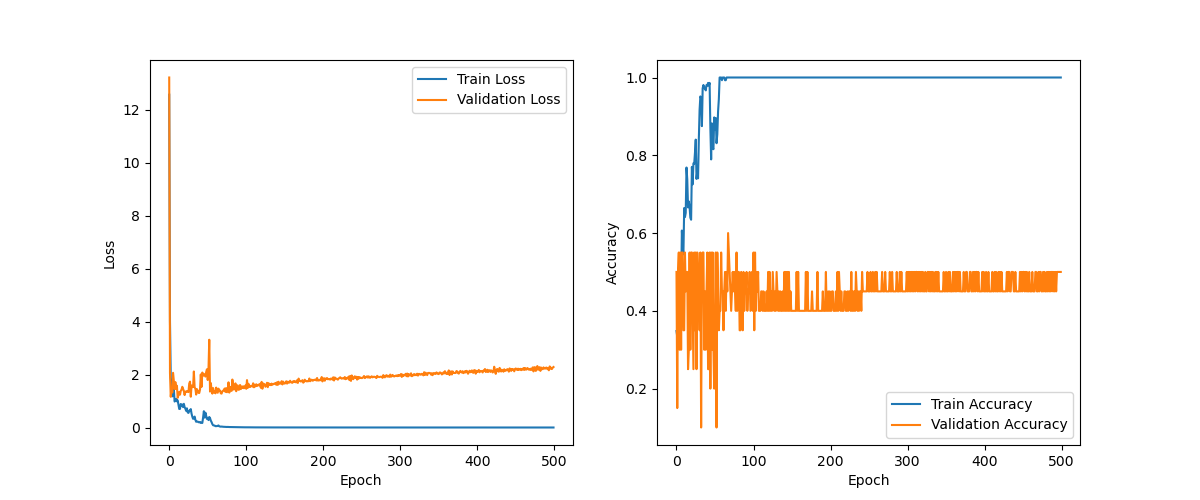 Train Loss
Validation Loss
12
10
8
6
4
2
0
Loss
0 100 200 300 400 500
Epoch
1.0
0.8
0.6
0.4
0.2
Accuracy
Train Accuracy
Validation Accuracy
0 100 200 300 400 500
Epoch